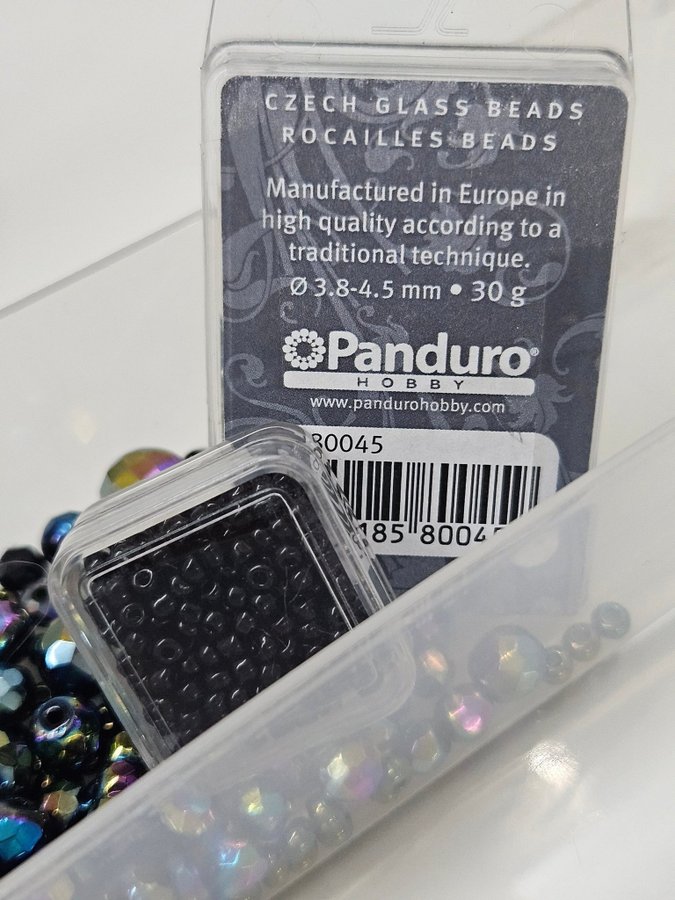 CZECH GLASS BEADS
ROCAILLES BEADS
Manufactured in Europe in
high quality according to a
traditional technique.
Ø 3.8-4.5 mm • 30 g
Panduro®
HOBBY
www.pandurohobby.com
80045
185 80045